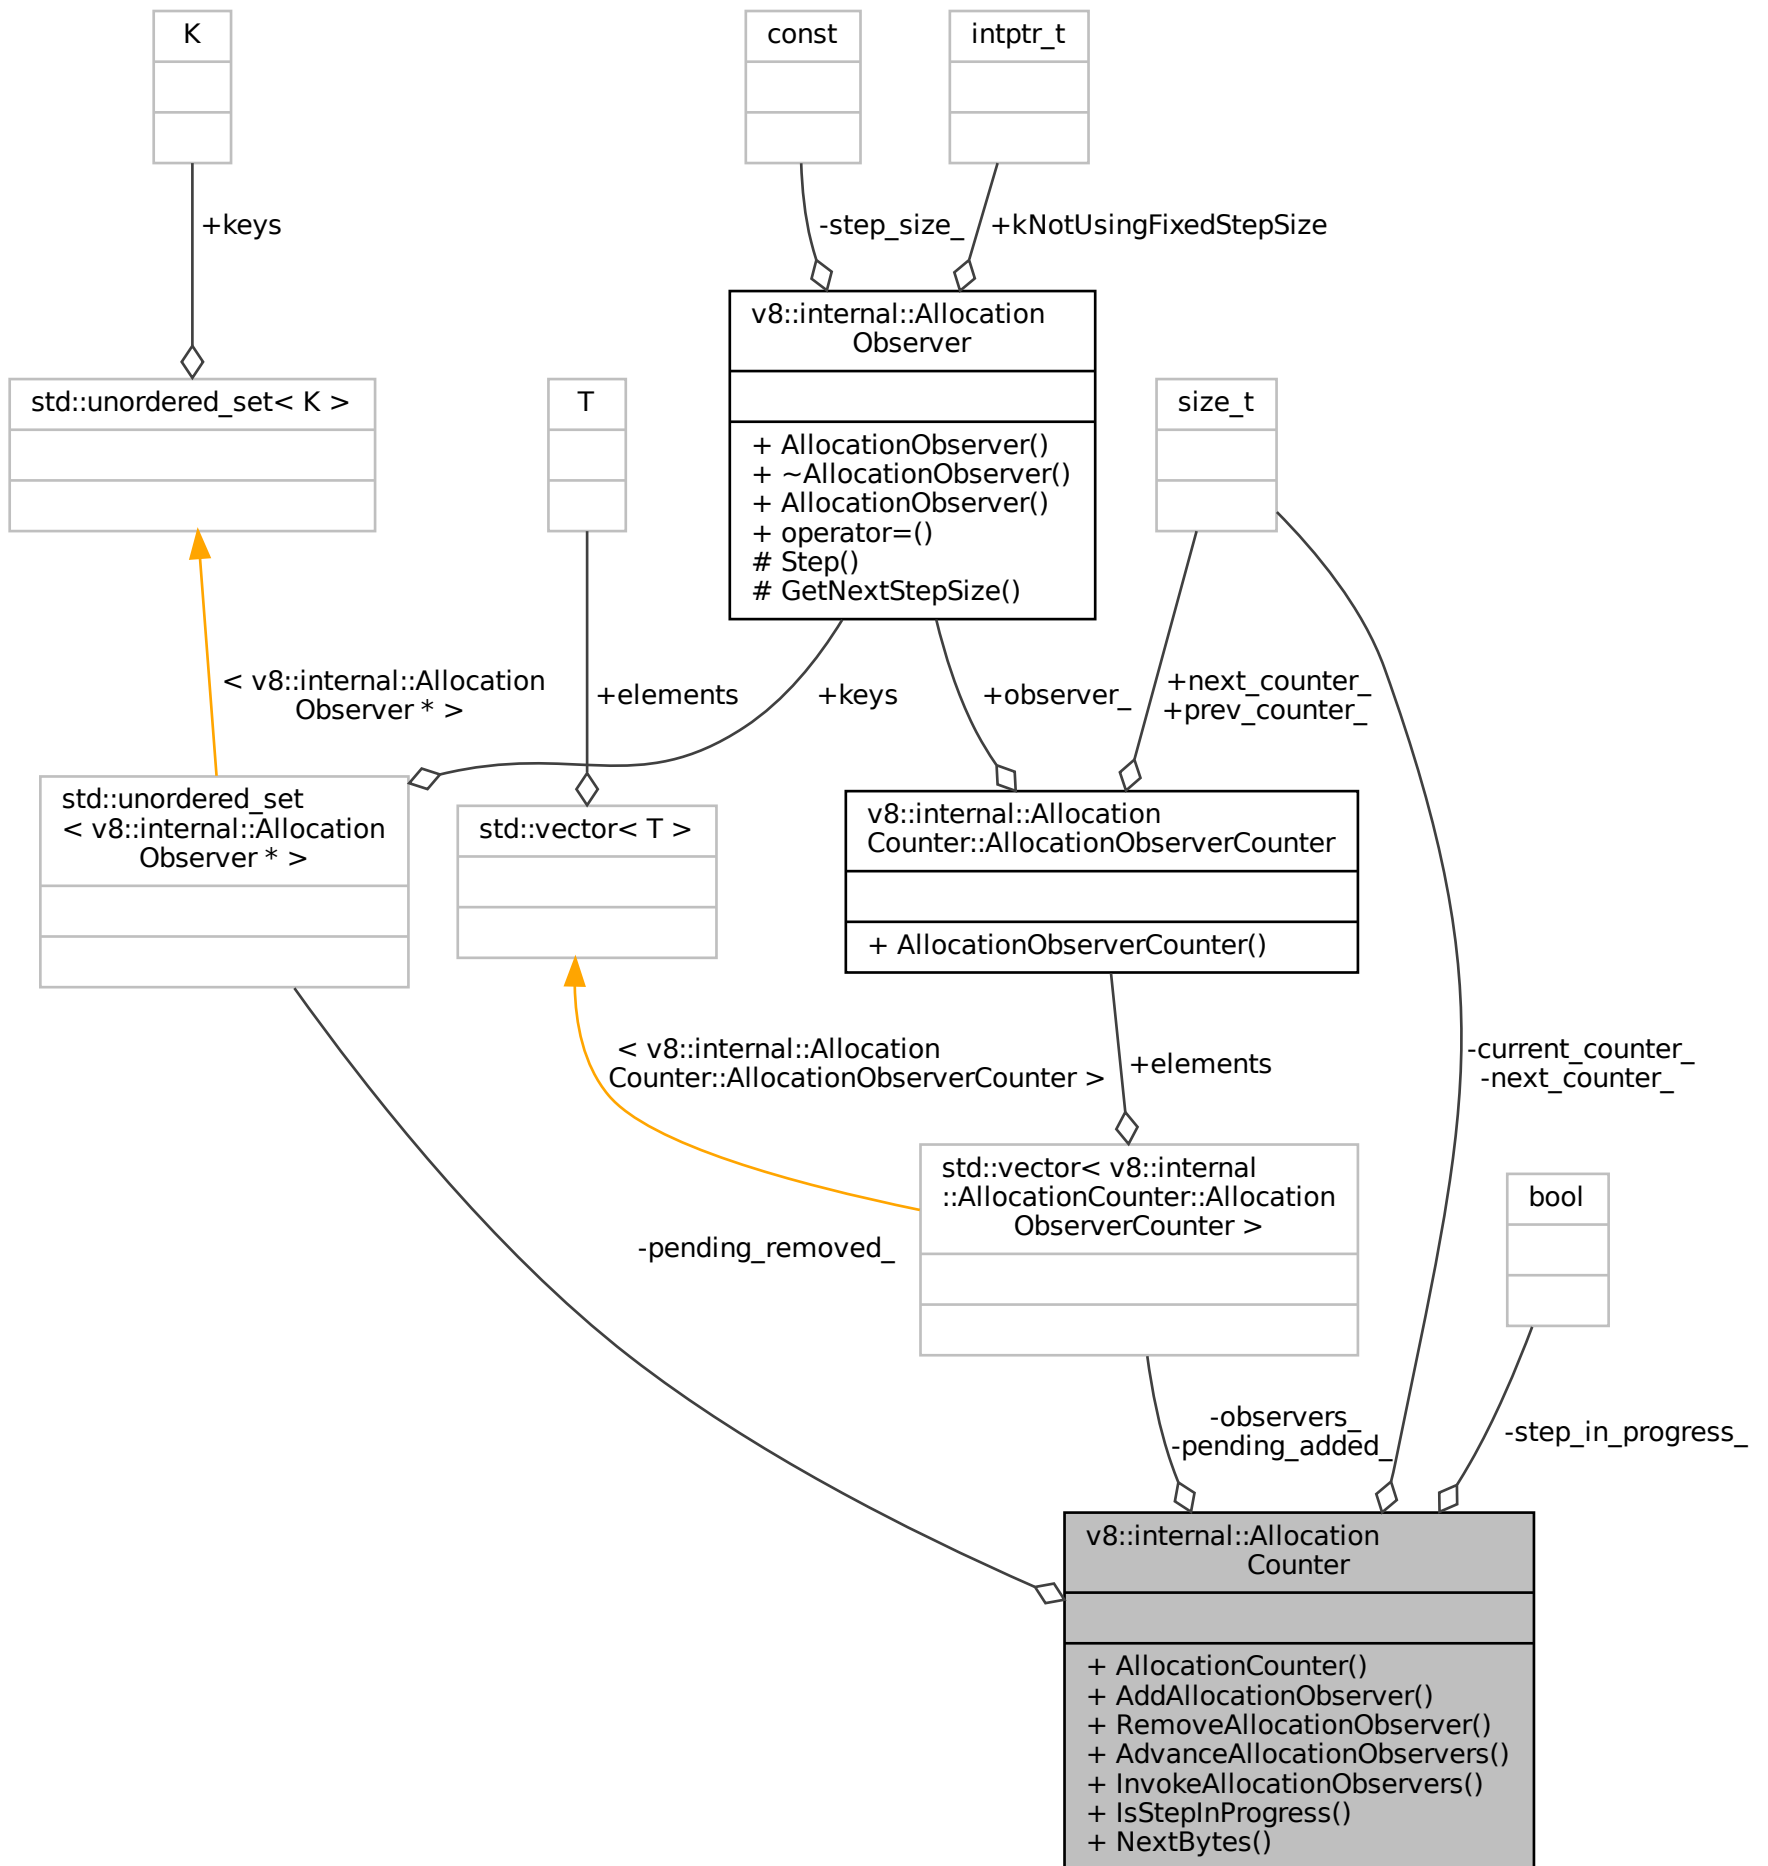 K
const
intptr_t
+keys
-step_size_
+kNotUsingFixedStepSize
v8::internal::Allocation
Observer
+ AllocationObserver()
+ ~AllocationObserver()
+ AllocationObserver()
+ operator=()
# Step()
# GetNextStepSize()
std::unordered_set< K >
T
size_t
< v8::internal::Allocation
Observer * >
+elements
+keys
+observer_
+next_counter_
+prev_counter_
std::unordered_set
< v8::internal::Allocation
Observer * >
std::vector< T >
v8::internal::Allocation
Counter::AllocationObserverCounter
+ AllocationObserverCounter()
< v8::internal::Allocation
Counter::AllocationObserverCounter >
+elements
-current_counter_
-next_counter_
std::vector< v8::internal
::AllocationCounter::Allocation
ObserverCounter >
bool
-pending_removed_
-observers_
-pending_added_
-step_in_progress_
v8::internal::Allocation
Counter
+ AllocationCounter()
+ AddAllocationObserver()
+ RemoveAllocationObserver()
+ AdvanceAllocationObservers()
+ InvokeAllocationObservers()
+ IsStepInProgress()
+ NextBytes()